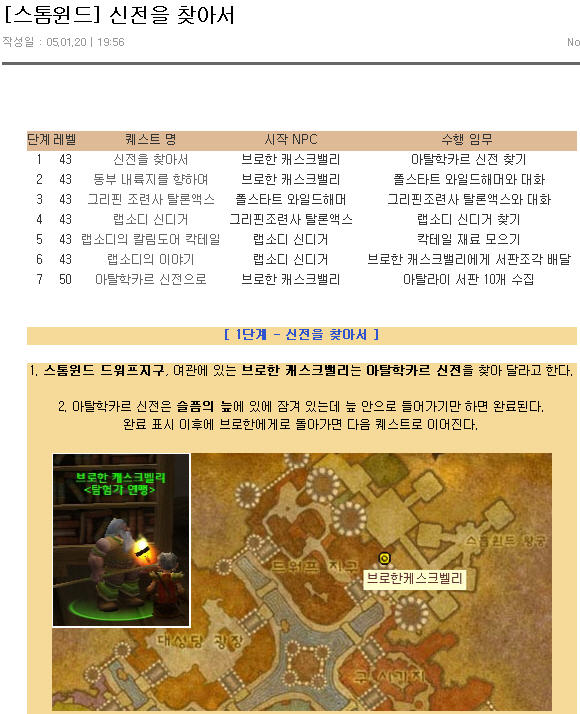 [스톰윈드] 신전을 찾아서
작성일 : 05.01.20 | 19:56
No
단계 레벨 퀘스트 명 시작 NPC 수행 임무
1 43 신전을 찾아서 브로한 캐스크밸리 아탈학카르 신전 찾기
2 43 동부 내륙지를 향하여 브로한 캐스크밸리 폴스타트 와일드해머와 대화
3 43 그리핀 조련사 탈론액스 폴스타트 와일드해머 그리핀조련사 탈론액스와 대화
4 43 랩소디 신디거 그리핀조련사 탈론액스 랩소디 신디거 찾기
5 43 랩소디의 칼림도어 칵테일 랩소디 신디거 칵테일 재료 모으기
6 43 랩소디의 이야기 랩소디 신디거 브로한 캐스크밸리에게 서판조각 배달
7 50 아탈학카르 신전으로 브로한 캐스크밸리 아탈라이 서판 10개 수집
[ 1단계 - 신전을 찾아서 ]
1. 스톰윈드 드워프지구, 여관에 있는 브로한 캐스크밸리는 아탈학카르 신전을 찾아 달라고 한다.
2. 아탈학카르 신전은 슬픔의 늪에 있에 잠겨 있는데 늪 안으로 들어가기만 하면 완료된다.
완료 표시 이후에 브로한에게로 돌아가면 다음 퀘스트로 이어진다.
브로한 캐스크벨리
<탐험가 연맹>
스톰윈드 왕궁
드워프 지구
브로한케스크벨리
대성당 광장
구 시가지